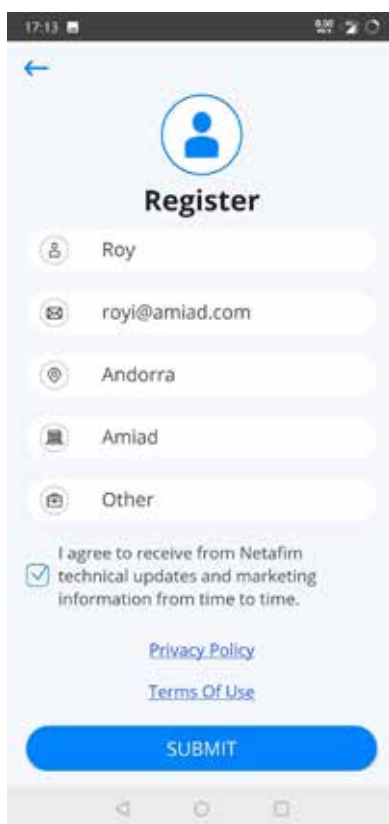 17:13
Register
Roy
royi@amiad.com
Andorra
Amiad
Other
I agree to receive from Netafim
technical updates and marketing
information from time to time.
Privacy Policy
Terms Of Use
SUBMIT